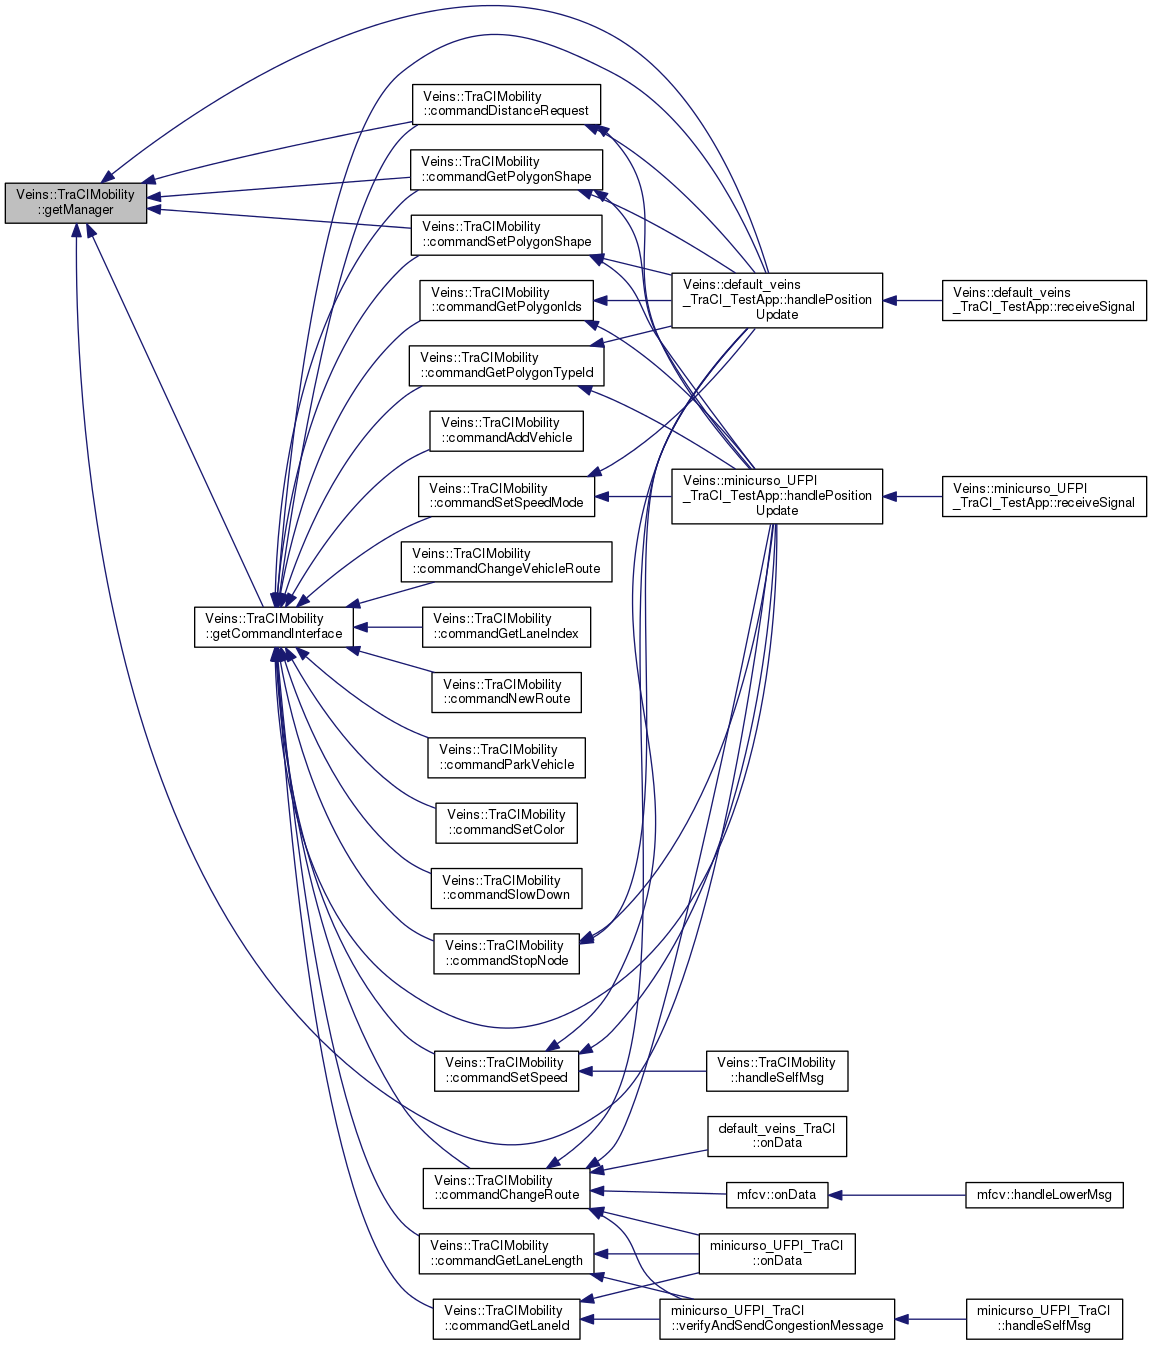 Veins::TraCIMobility
::getManager
Veins::TraCIMobility
::getCommandInterface
Veins::TraCIMobility
::commandDistanceRequest
Veins::TraCIMobility
::commandGetPolygonShape
Veins::TraCIMobility
::commandSetPolygonShape
Veins::TraCIMobility
::commandGetPolygonIds
Veins::TraCIMobility
::commandGetPolygonTypeId
Veins::TraCIMobility
::commandAddVehicle
Veins::TraCIMobility
::commandSetSpeedMode
Veins::TraCIMobility
::commandChangeVehicleRoute
Veins::TraCIMobility
::commandGetLaneIndex
Veins::TraCIMobility
::commandNewRoute
Veins::TraCIMobility
::commandParkVehicle
Veins::TraCIMobility
::commandSetColor
Veins::TraCIMobility
::commandSlowDown
Veins::TraCIMobility
::commandStopNode
Veins::TraCIMobility
::commandSetSpeed
Veins::TraCIMobility
::commandChangeRoute
Veins::TraCIMobility
::commandGetLaneLength
Veins::TraCIMobility
::commandGetLaneId
Veins::default_veins
_TraCI_TestApp::handlePosition
Update
Veins::minicurso_UFPI
_TraCI_TestApp::handlePosition
Update
Veins::TraCIMobility
::handleSelfMsg
default_veins_TraCI
::onData
mfcv::onData
minicurso_UFPI_TraCI
::onData
minicurso_UFPI_TraCI
::verifyAndSendCongestionMessage
Veins::default_veins
_TraCI_TestApp::receiveSignal
Veins::minicurso_UFPI
_TraCI_TestApp::receiveSignal
mfcv::handleLowerMsg
minicurso_UFPI_TraCI
::handleSelfMsg